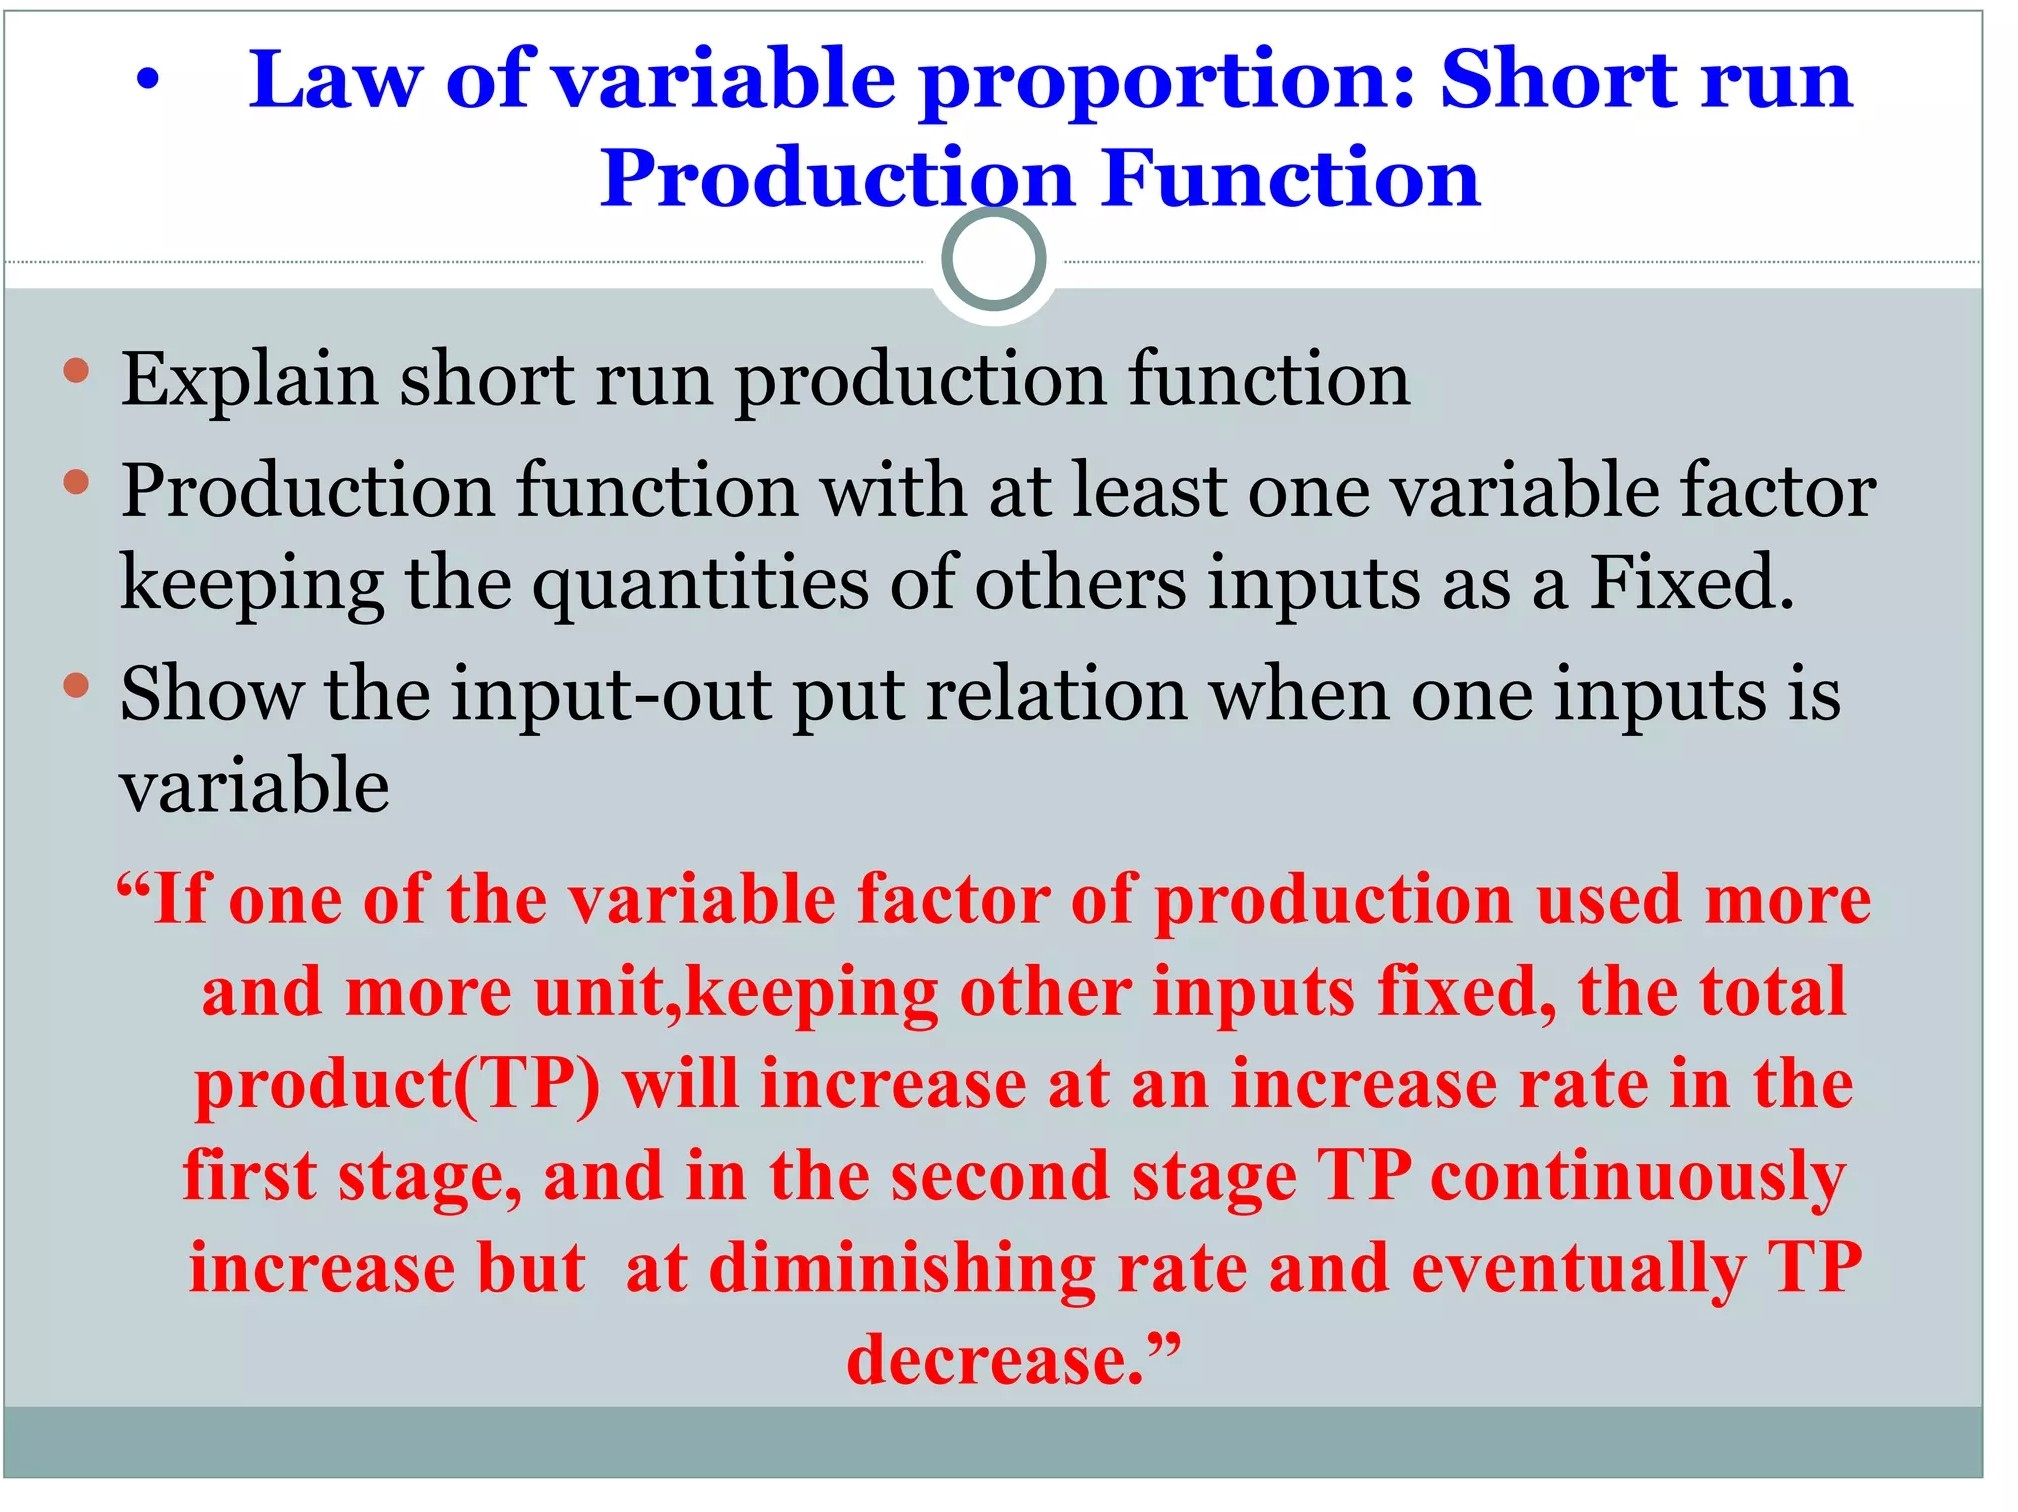 • Law of variable proportion: Short run
Production Function
• Explain short run production function
• Production function with at least one variable factor
keeping the quantities of others inputs as a Fixed.
• Show the input-out put relation when one inputs is
variable
“If one of the variable factor of production used more
and more unit,keeping other inputs fixed, the total
product(TP) will increase at an increase rate in the
first stage, and in the second stage TP continuously
increase but  at diminishing rate and eventually TP
decrease.”